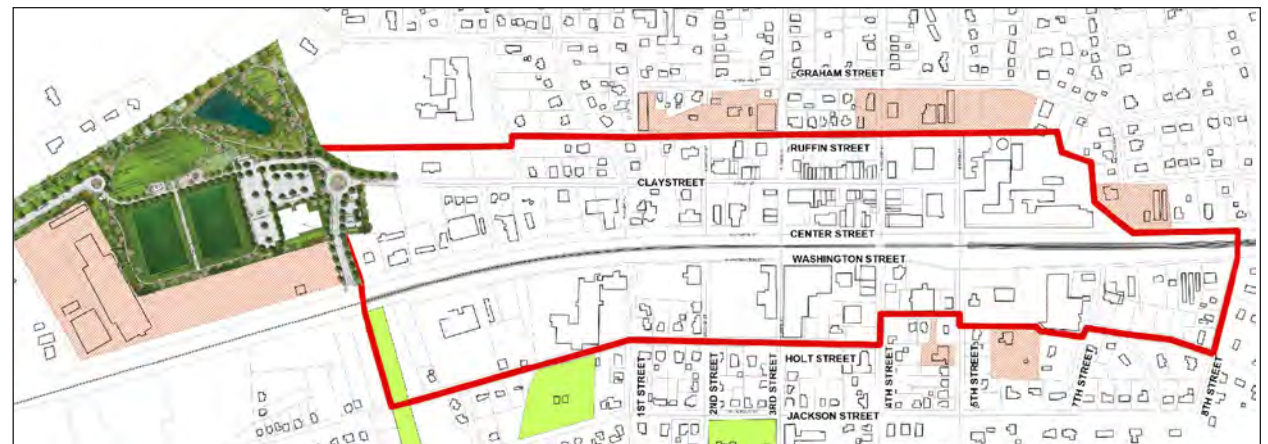 GRAHAM STREET
RUFFIN STREET
CLAYSTREET
CENTER STREET
WASHINGTON STREET
HOLT STREET
JACKSON STREET
1ST STREET
2ND STREET
3RD STREET
4TH STREET
6TH STREET
7TH STREET
8TH STREET